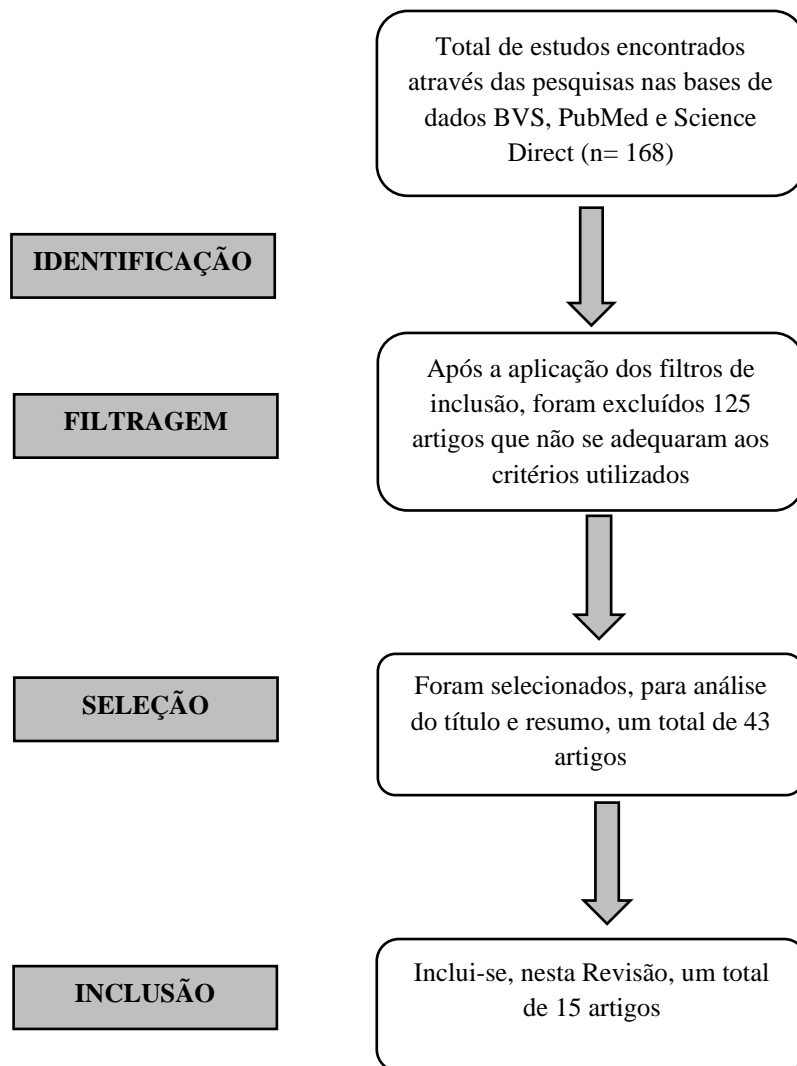 Total de estudos encontrados
através das pesquisas nas bases de
dados BVS, PubMed e Science
Direct (n= 168)
IDENTIFICAÇÃO
Após a aplicação dos filtros de
inclusão, foram excluídos 125
artigos que não se adequaram aos
critérios utilizados
FILTRAGEM
Foram selecionados, para análise
do título e resumo, um total de 43
artigos
SELEÇÃO
Inclui-se, nesta Revisão, um total
de 15 artigos
INCLUSÃO